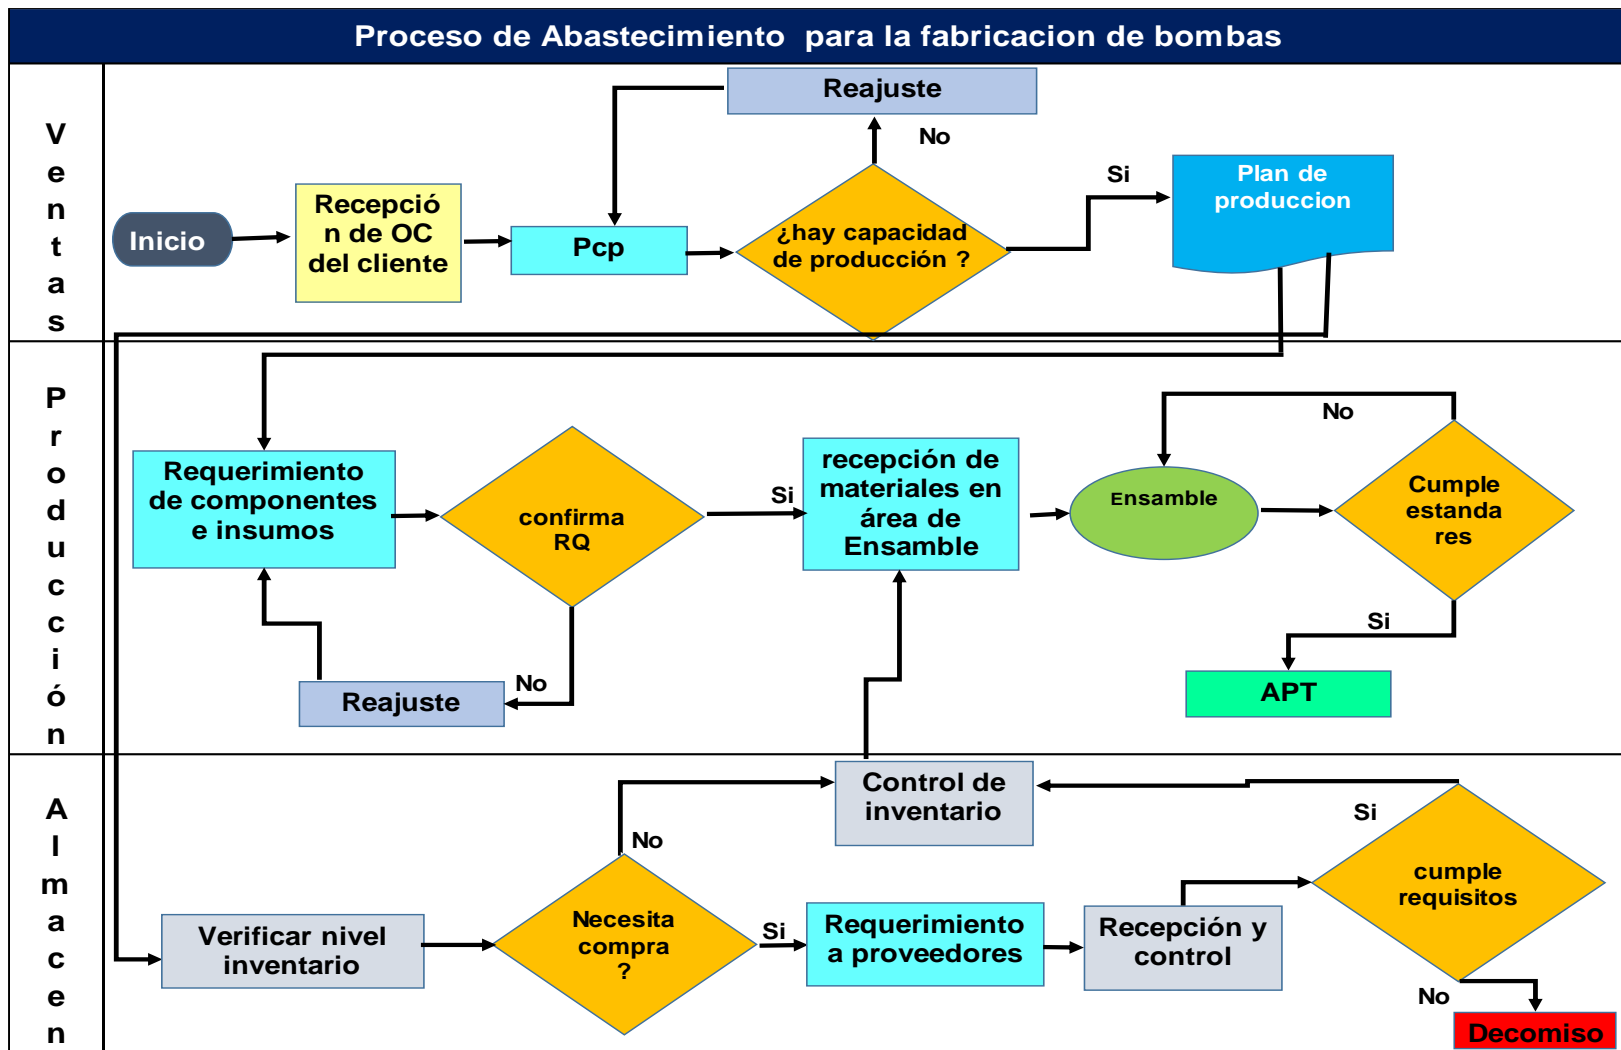 Proceso de Abastecimiento para la fabricacion de bombas
Ventas
Reajuste
No
Inicio
Recepció
n de OC
del cliente
Pcp
¿hay capacidad
de producción ?
Si
Plan de
produccion
Producción
Requerimiento
de componentes
e insumos
confirma
RQ
Si
recepción de
materiales en
área de
Ensamble
Ensamble
No
Cumple
estanda
res
Si
APT
No
Reajuste
Almacen
Control de
inventario
No
Si
Verificar nivel
inventario
Necesita
compra
?
Si
Requerimiento
a proveedores
Recepción y
control
cumple
requisitos
No
Decomiso